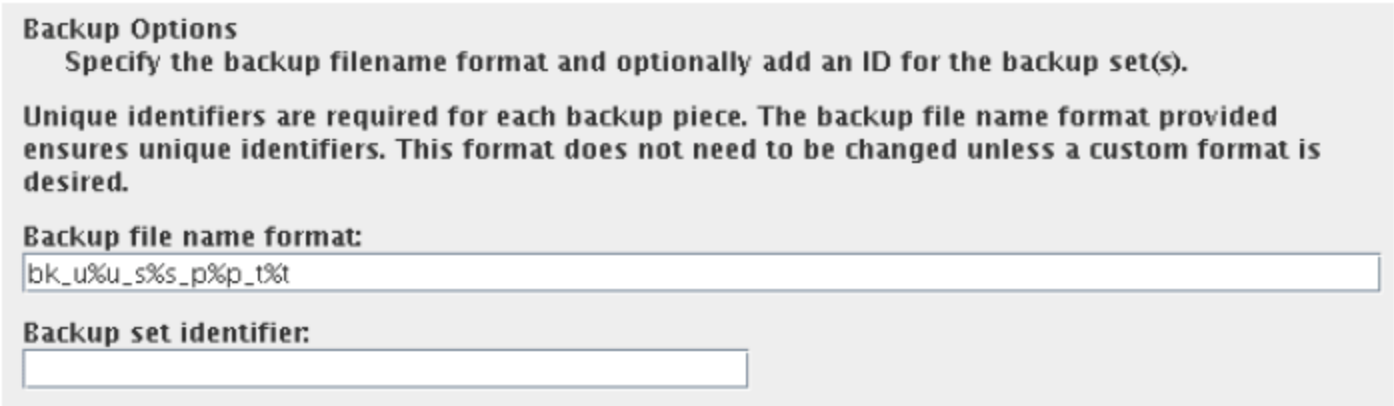 Backup Options
Specify the backup filename format and optionally add an ID for the backup set(s).
Unique identifiers are required for each backup piece. The backup file name format provided
ensures unique identifiers. This format does not need to be changed unless a custom format is
desired.
Backup file name format:
bk_u%u_s%s_p%p_t%t
Backup set identifier: